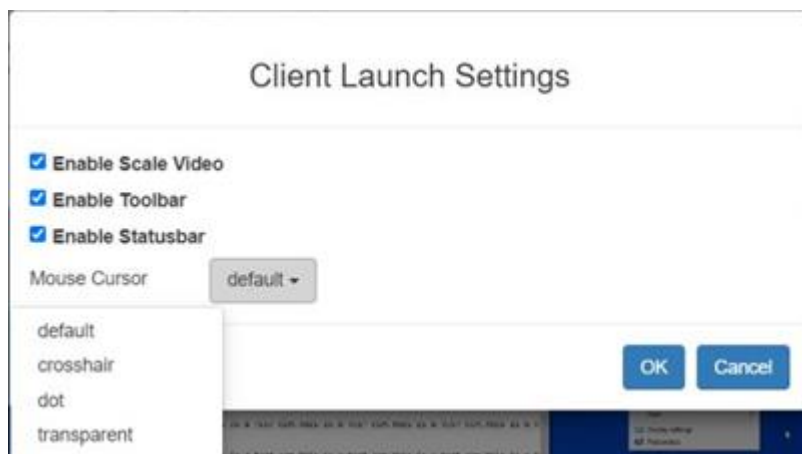 Client Launch Settings
Enable Scale Video
Enable Toolbar
Enable Statusbar
Mouse Cursor default
default
crosshair
dot
transparent
OK Cancel